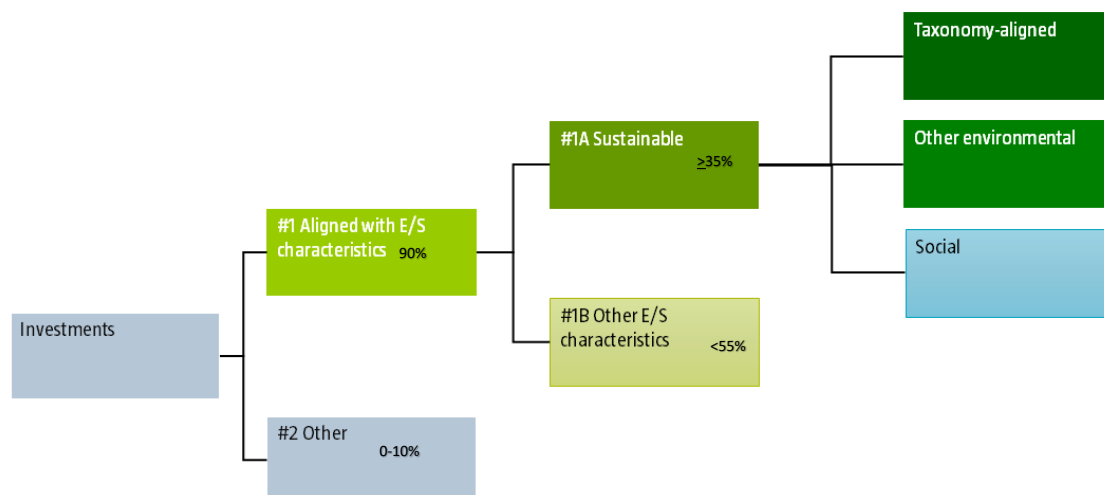 Investments
#1 Aligned with E/S
characteristics 90%
#2 Other
0-10%
#1A Sustainable
≥35%
#1B Other E/S
characteristics
<55%
Taxonomy-aligned
Other environmental
Social